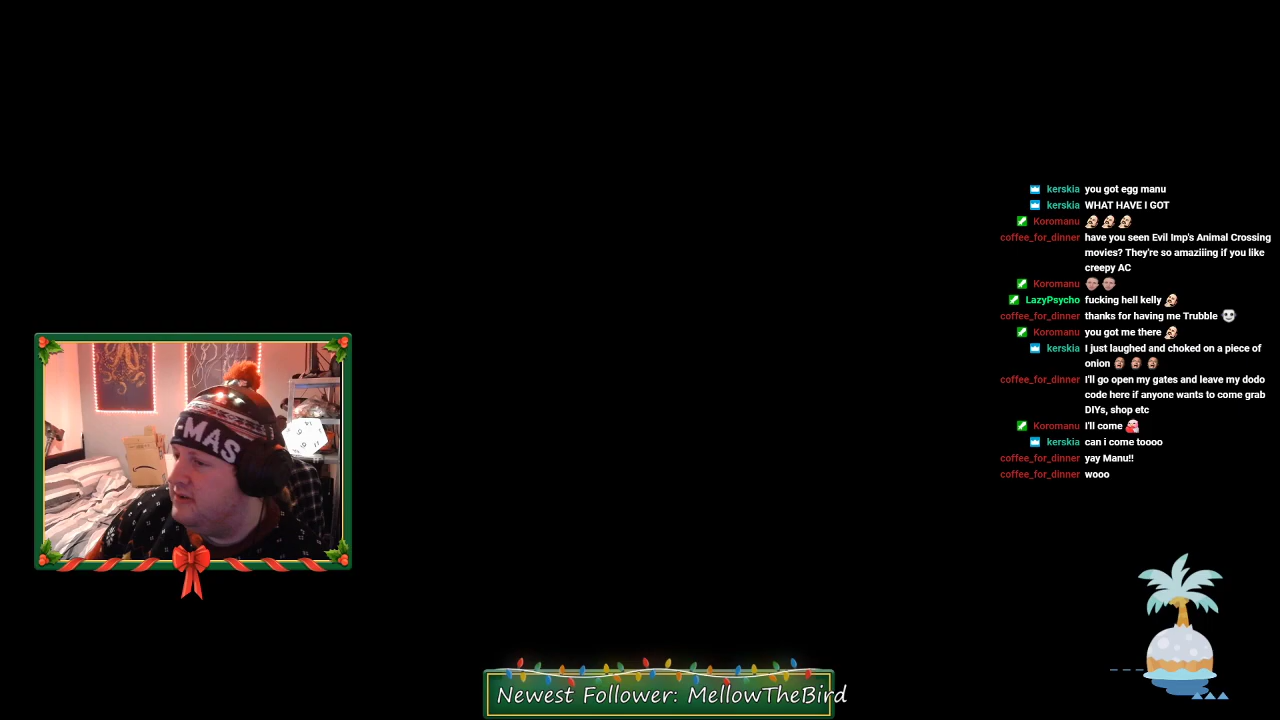 kerskia you got egg manu
kerskia WHAT HAVE I GOT
Koromanu
coffee_for_dinner have you seen Evil Imp's Animal Crossing
movies? They're so amaziiing if you like
creepy AC
Koromanu
LazyPsycho fucking hell kelly
coffee_for_dinner thanks for having me Trubble
Koromanu you got me there
kerskia I just laughed and choked on a piece of
onion
coffee_for_dinner I'll go open my gates and leave my dodo
code here if anyone wants to come grab
DIYs, shop etc
Koromanu I'll come
kerskia can i come toooo
coffee_for_dinner yay Manu!!
coffee_for_dinner wooo
-MAS
Newest Follower: MellowTheBird